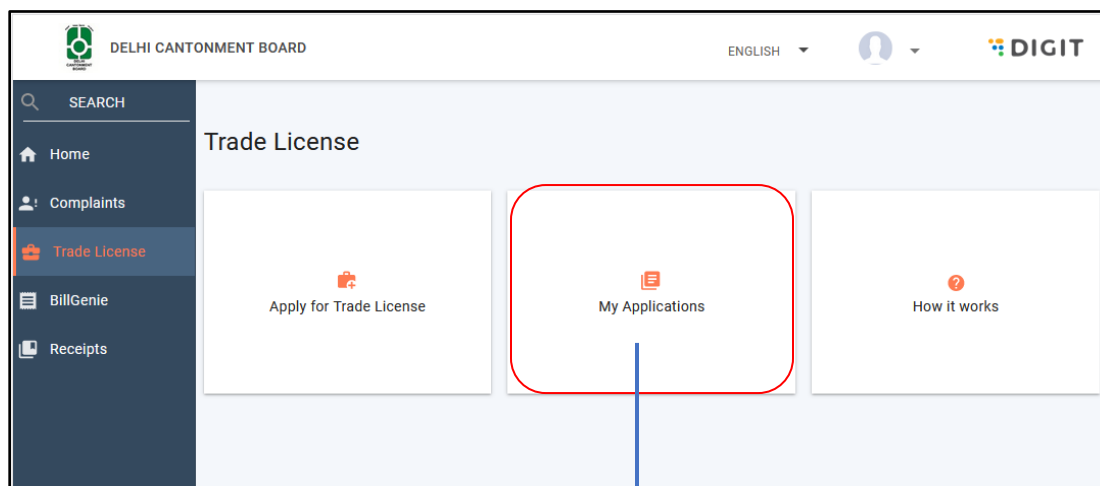 DELHI CANTONMENT BOARD
ENGLISH
DIGIT
SEARCH
Home
Complaints
Trade License
BillGenie
Receipts
Trade License
Apply for Trade License
My Applications
How it works